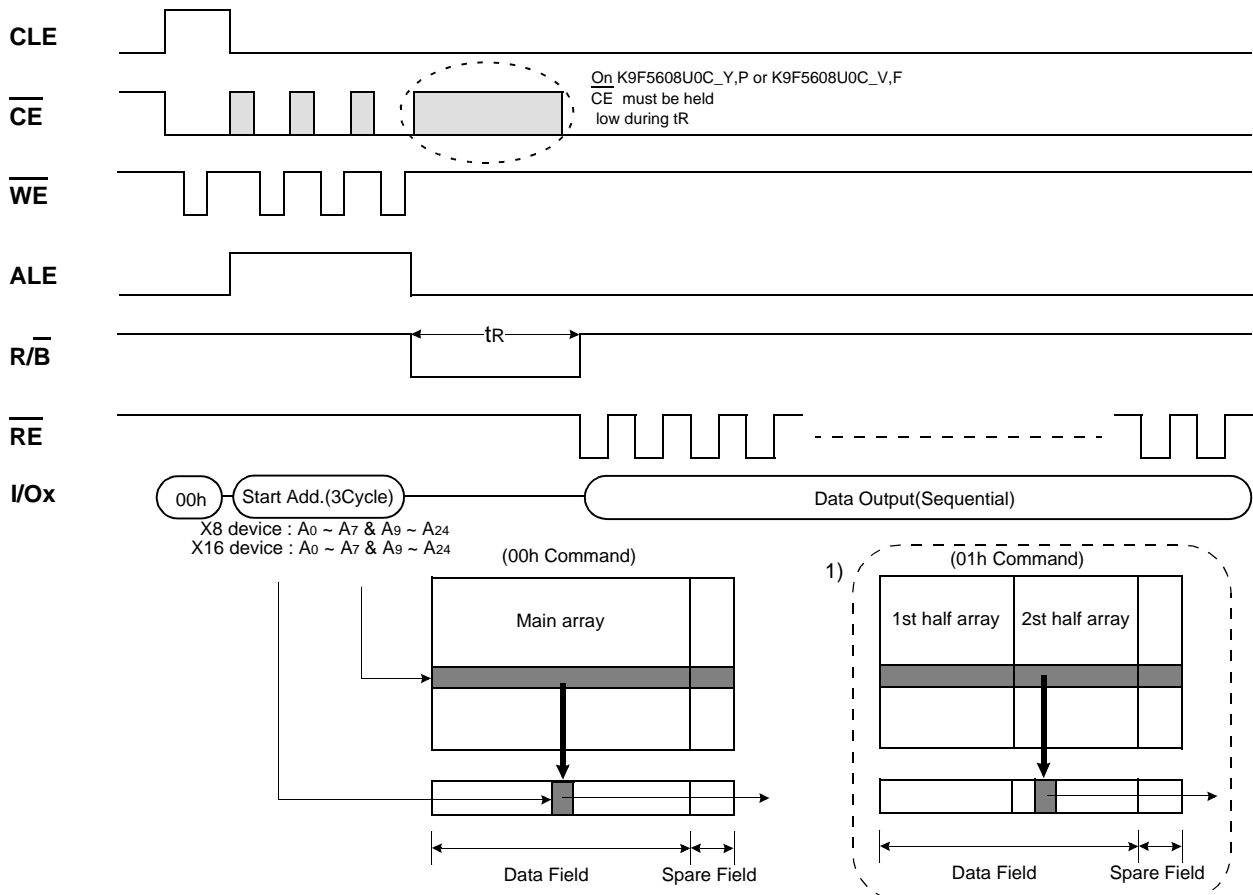 CLE
CE
On K9F5608U0C_Y,P or K9F5608U0C_V,F
CE must be held
low during tR
WE
ALE
R/B
tR
RE
I/Ox
00h
Start Add.(3Cycle)
Data Output(Sequential)
X8 device : A0 ~ A7 & A9 ~ A24
X16 device : A0 ~ A7 & A9 ~ A24
(00h Command)
Main array
Data Field
Spare Field
1)
(01h Command)
1st half array
2st half array
Data Field
Spare Field